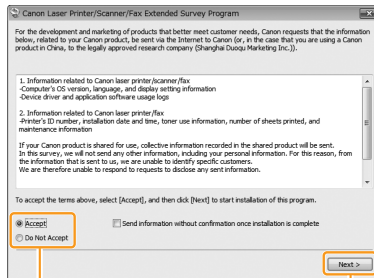 Canon Laser Printer/Scanner/Fax Extended Survey Program
For the development and marketing of products that better meet customer needs, Canon requests that the information
below, related to your Canon product, be sent via the Internet to Canon (or, in the case that you are using a Canon
product in China, to the legally approved research company (Shanghai Duoqu Marketing Inc.)).
1. Information related to Canon laser printer/scanner/fax
-Computer's OS version, language, and display setting information
-Device driver and application software usage logs
2. Information related to Canon laser printer/scanner/fax
-Printer's ID number, installation date and time, toner use information, number of sheets printed, and
maintenance information
If your Canon product is shared for use, collective information recorded in the shared product will be sent.
In this survey, we will not send any other information, including your personal information. For this reason, from
the information that is sent to us, we are unable to identify specific customers.
We are therefore unable to respond to requests to disclose any sent information.
To accept the terms above, select [Accept], and then click [Next] to start installation of this program.
Accept
Send information without confirmation once installation is complete
Do Not Accept
Next >